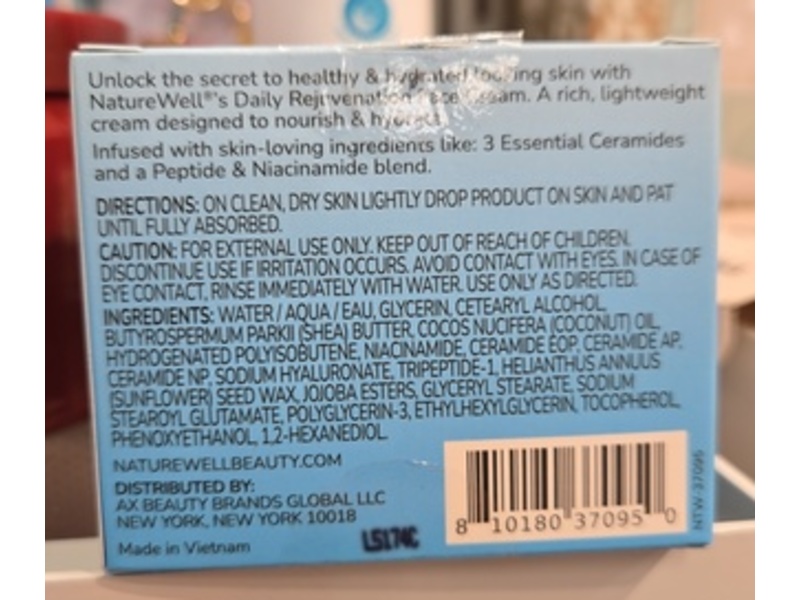 Unlock the secret to healthy & hydrated looking skin with
NatureWell®'s Daily Rejuvenation Face Cream. A rich, lightweight
cream designed to nourish & hydrate.
Infused with skin-loving ingredients like: 3 Essential Ceramides
and a Peptide & Niacinamide blend.
DIRECTIONS: ON CLEAN, DRY SKIN LIGHTLY DROP PRODUCT ON SKIN AND PAT
UNTIL FULLY ABSORBED.
CAUTION: FOR EXTERNAL USE ONLY. KEEP OUT OF REACH OF CHILDREN.
DISCONTINUE USE IF IRRITATION OCCURS. AVOID CONTACT WITH EYES. IN CASE OF
EYE CONTACT, RINSE IMMEDIATELY WITH WATER. USE ONLY AS DIRECTED.
INGREDIENTS: WATER / AQUA / EAU, GLYCERIN, CETEARYL ALCOHOL,
BUTYROSPERMUM PARKII (SHEA) BUTTER, COCOS NUCIFERA (COCONUT) OIL,
HYDROGENATED POLYISOBUTENE, NIACINAMIDE, CERAMIDE EOP, CERAMIDE AP,
CERAMIDE NP, SODIUM HYALURONATE, TRIPEPTIDE-1, HELIANTHUS ANNUUS
(SUNFLOWER) SEED WAX, JOJOBA ESTERS, GLYCERYL STEARATE, SODIUM
STEAROYL GLUTAMATE, POLYGLYCERIN-3, ETHYLHEXYLGLYCERIN, TOCOPHEROL,
PHENOXYETHANOL, 1,2-HEXANEDIOL.
NATUREWELLBEAUTY.COM
DISTRIBUTED BY:
AX BEAUTY BRANDS GLOBAL LLC
NEW YORK, NEW YORK 10018
Made in Vietnam
L5174C
8 10180 37095 0
NTW-37095